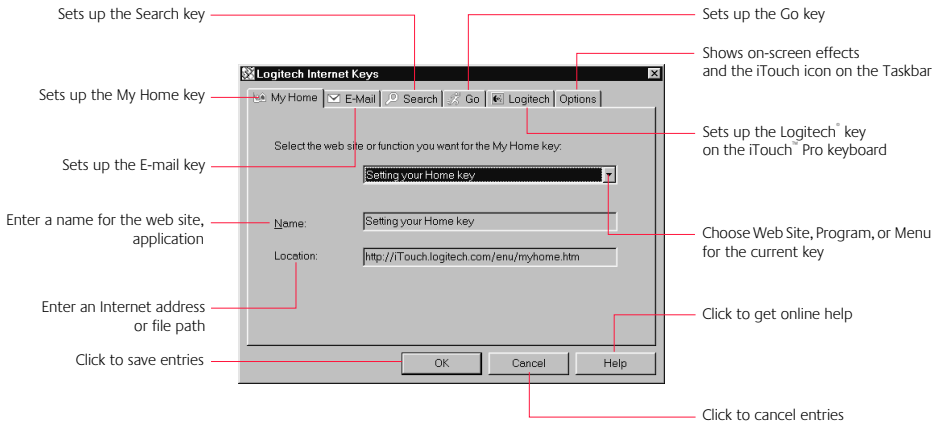 Sets up the Search key
Sets up the Go key
Shows on-screen effects
and the iTouch icon on the Taskbar
Logitech Internet Keys
Sets up the My Home key
My Home E-Mail Search Go Logitech Options
Sets up the Logitech® key
on the iTouch™ Pro keyboard
Select the web site or function you want for the My Home key:
Sets up the E-mail key
Setting your Home key
Enter a name for the web site,
application
Name:
Setting your Home key
Choose Web Site, Program, or Menu
for the current key
Location:
http://iTouch.logitech.com/enu/myhome.htm
Enter an Internet address
or file path
Click to get online help
Click to save entries
OK Cancel Help
Click to cancel entries